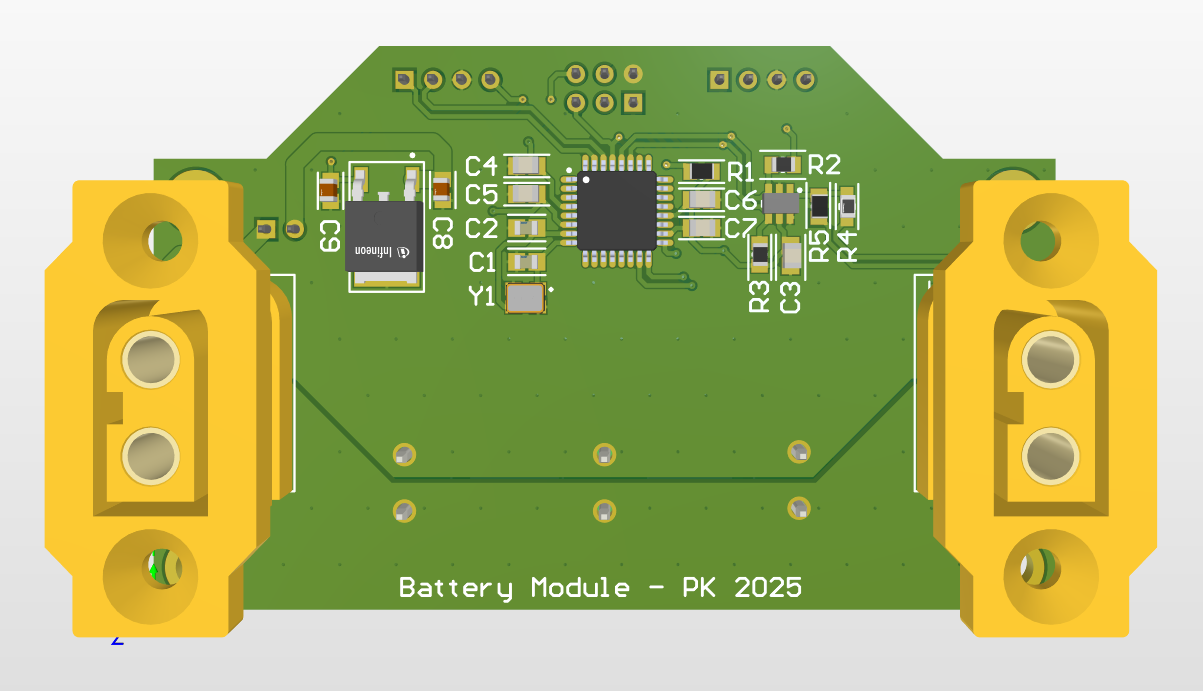 C4
R1
R2
C5
C6
C9
C8
C2
C7
R5
R4
Infineon
C1
Y1
R3
C3
Battery Module - PK 2025
Z